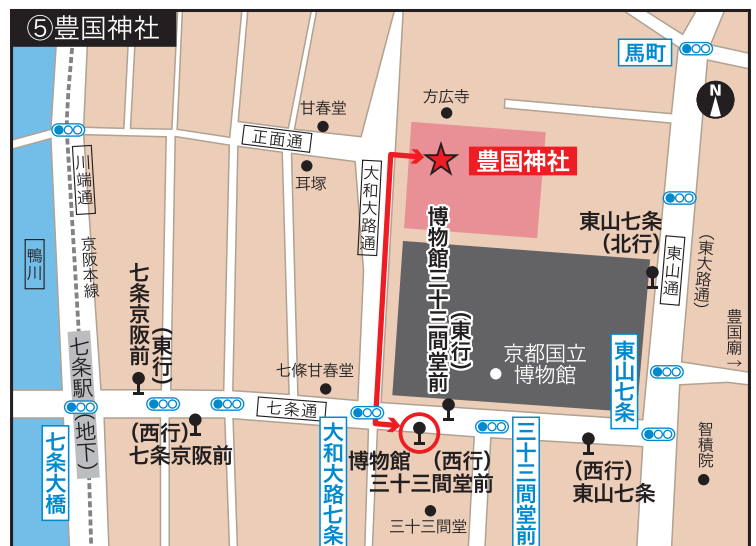 ⑤豊国神社
馬町
N
方広寺
甘春堂
正面通
豊国神社
川端通
耳塚
大和大路通
博物館三十三間堂前
(東行)
東山七条
(北行)
東山通
(東大路通)
鴨川
京阪本線
七条京阪前
(東行)
豊国廟→
京都国立
博物館
七条駅(地下)
七條甘春堂
東山七条
七条通
七条大橋
(西行)
七条京阪前
大和大路七条
博物館 (西行)
三十三間堂前
三十三間堂前
(西行)
東山七条
智積院
三十三間堂